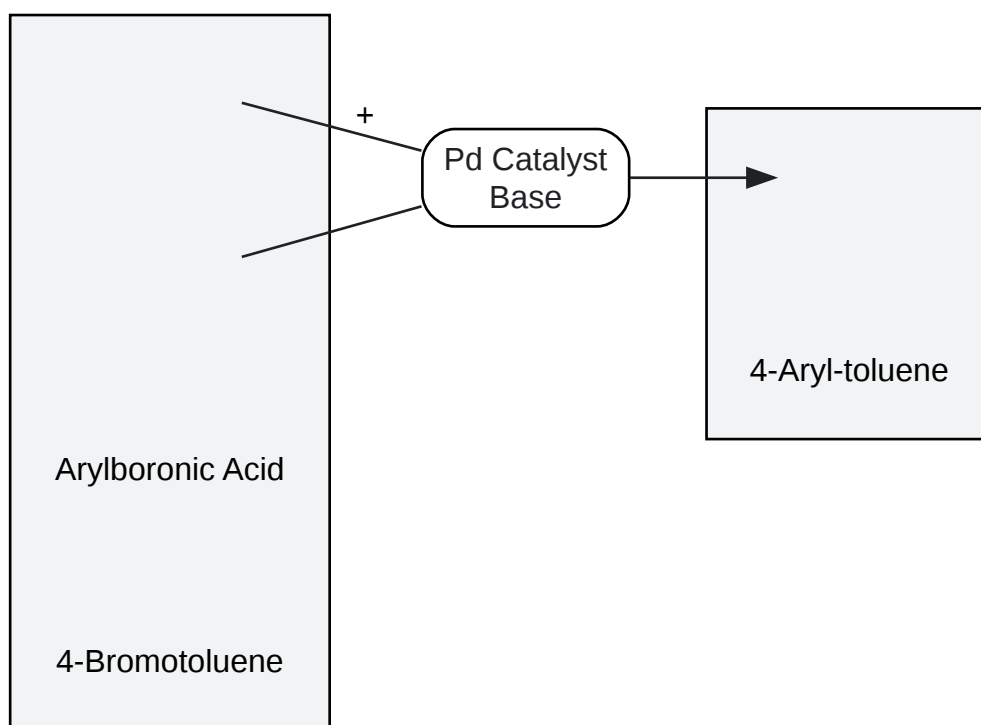 +
Pd Catalyst
Base
4-Aryl-toluene
Arylboronic Acid
4-Bromotoluene